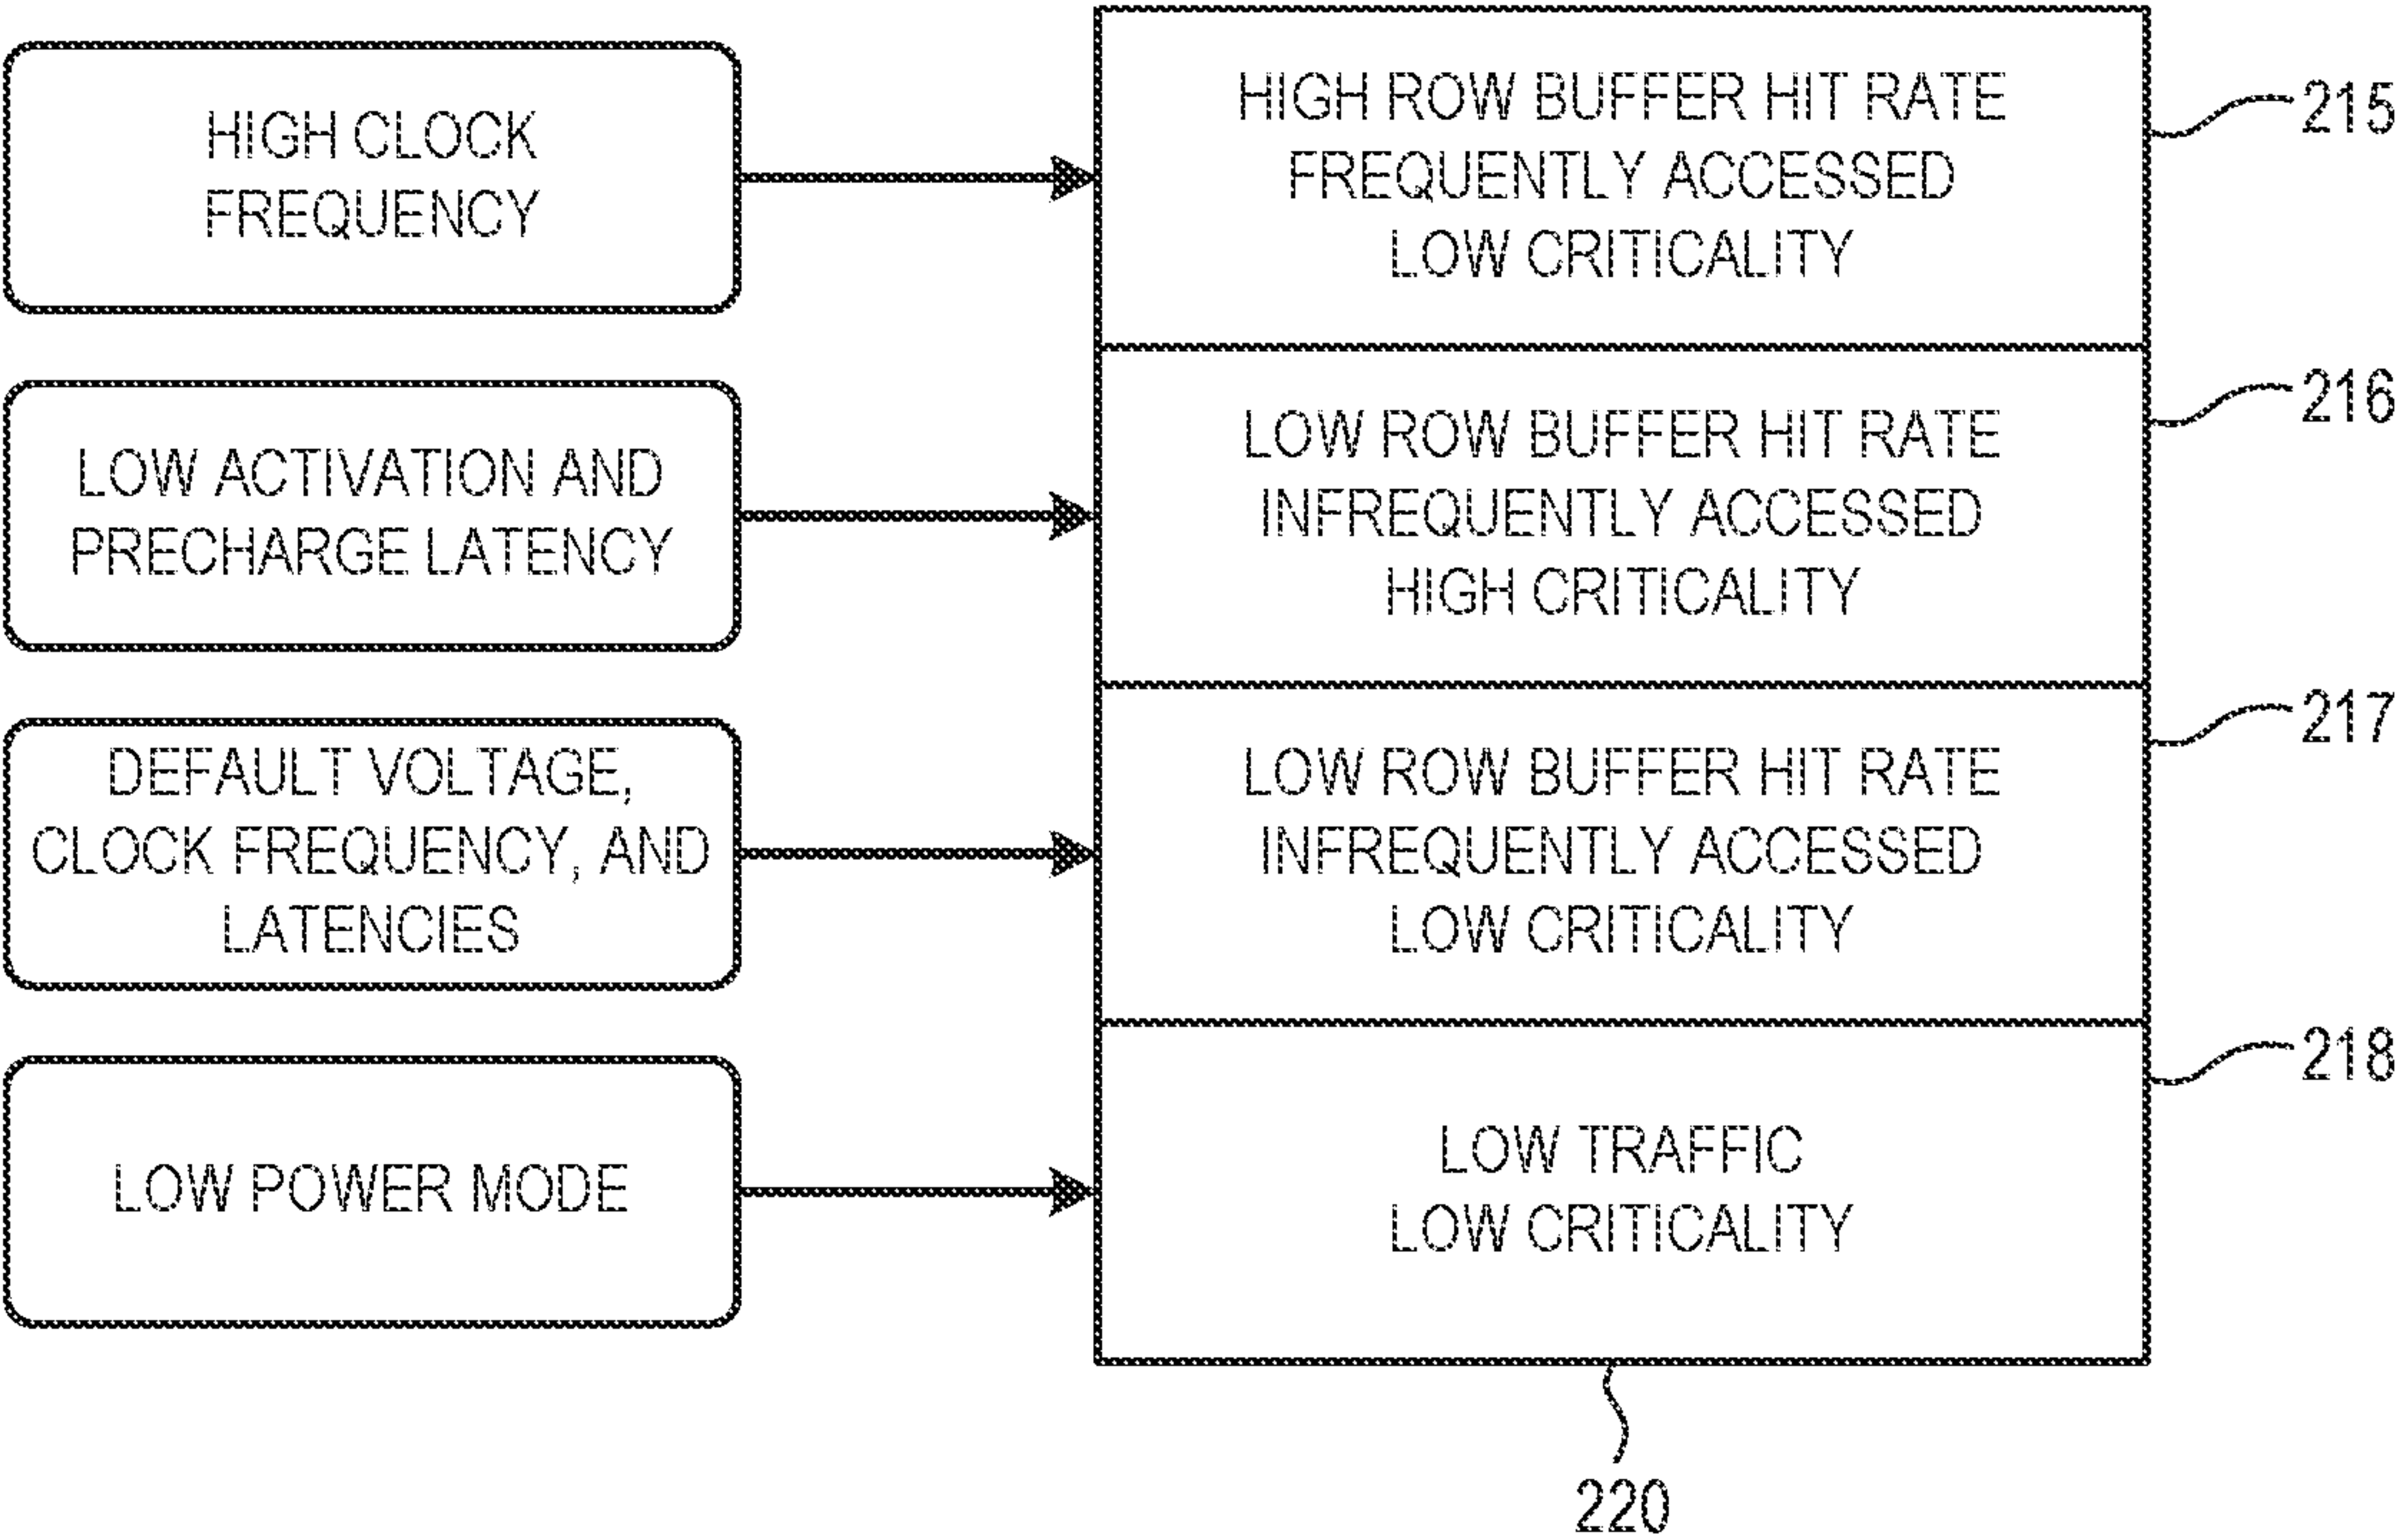 HIGH CLOCK
FREQUENCY
HIGH ROW BUFFER HIT RATE
FREQUENTLY ACCESSED
LOW CRITICALITY
215
LOW ACTIVATION AND
PRECHARGE LATENCY
LOW ROW BUFFER HIT RATE
INFREQUENTLY ACCESSED
HIGH CRITICALITY
216
DEFAULT VOLTAGE,
CLOCK FREQUENCY, AND
LATENCIES
LOW ROW BUFFER HIT RATE
INFREQUENTLY ACCESSED
LOW CRITICALITY
217
LOW POWER MODE
LOW TRAFFIC
LOW CRITICALITY
218
220